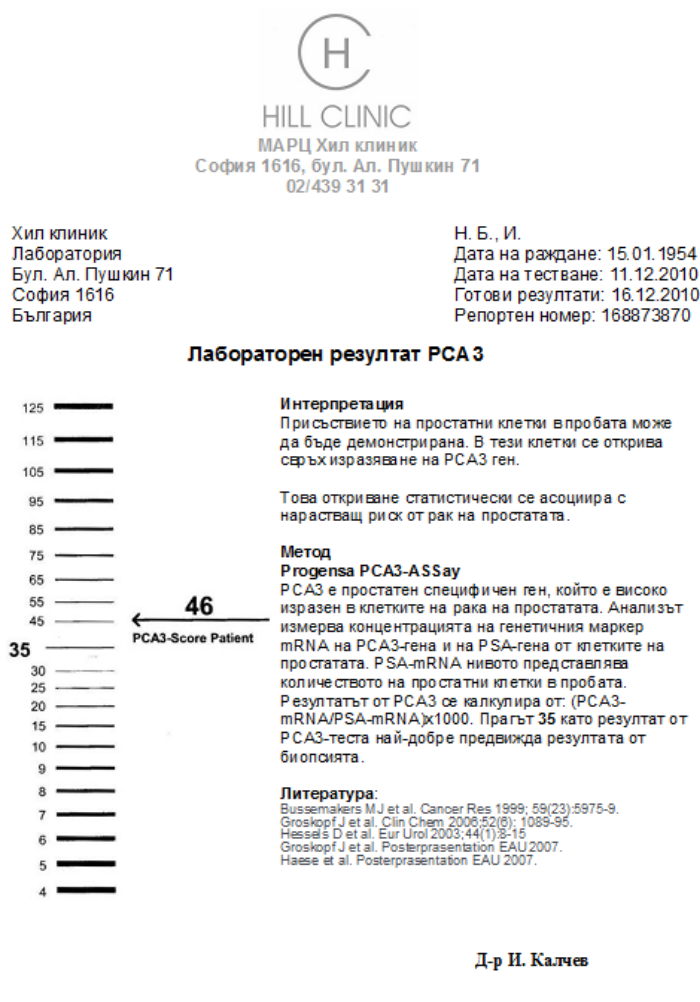 H
HILL CLINIC
МАРЦ Хил клиник
София 1616, бул. Ал. Пушкин 71
02/439 31 31
Хил клиник
Лаборатория
Бул. Ал. Пушкин 71
София 1616
България
Н. Б., И.
Дата на раждане: 15.01.1954
Дата на тестване: 11.12.2010
Готови резултати: 16.12.2010
Репортен номер: 168873870
Лабораторен резултат PCA3
125
115
105
95
85
75
65
55
45
35
30
25
20
15
10
9
8
7
6
5
4
46
PCA3-Score Patient
Интерпретация
Присъствието на простатни клетки в пробата може
да бъде демонстрирана. В тези клетки се открива
свръх изразяване на PCA3 ген.
Това откриване статистически се асоциира с
нарастващ риск от рак на простатата.
Метод
Progensa PCA3-ASSay
PCA3 е простатен специфичен ген, който е високо
изразен в клетките на рака на простатата. Анализът
измерва концентрацията на генетичния маркер
mRNA на PCA3-гена и на PSA-гена от клетките на
простатата. PSA-mRNA нивото представлява
количеството на простатни клетки в пробата.
Резултатът от PCA3 се калкулира от: (PCA3-
mRNA/PSA-mRNA)x1000. Прагът 35 като резултат от
PCA3-теста най-добре предвижда резултата от
биопсията.
Литература:
Bussemakers MJ et al. Cancer Res 1999; 59(23):5975-9.
Groskopf J et al. Clin Chem 2006;52(6); 1089-95.
Hessels D et al. Eur Urol 2003;44(1):8-15
Groskopf J et al. Posterprasentation EAU 2007.
Haese et al. Posterprasentation EAU 2007.
Д-р И. Калчев